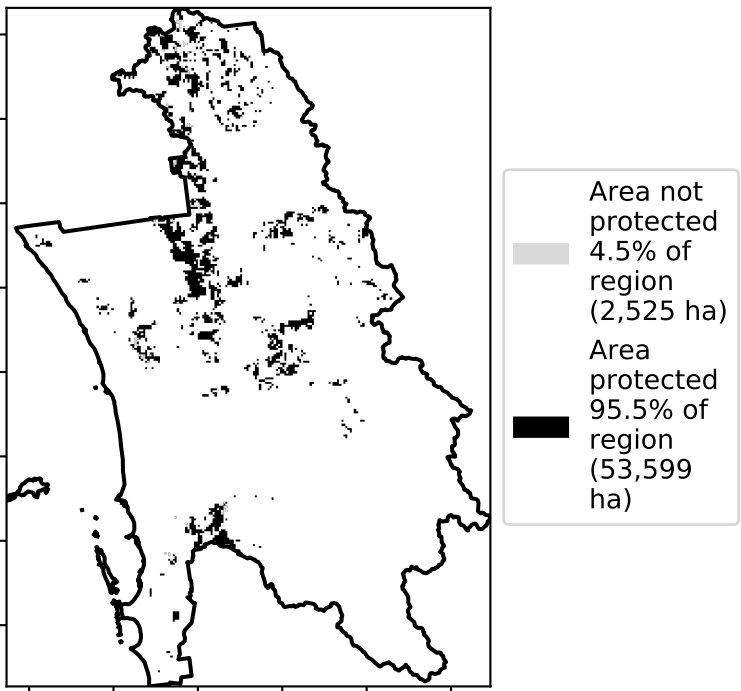 Area not
protected
4.5% of
region
(2,525 ha)
Area
protected
95.5% of
region
(53,599
ha)